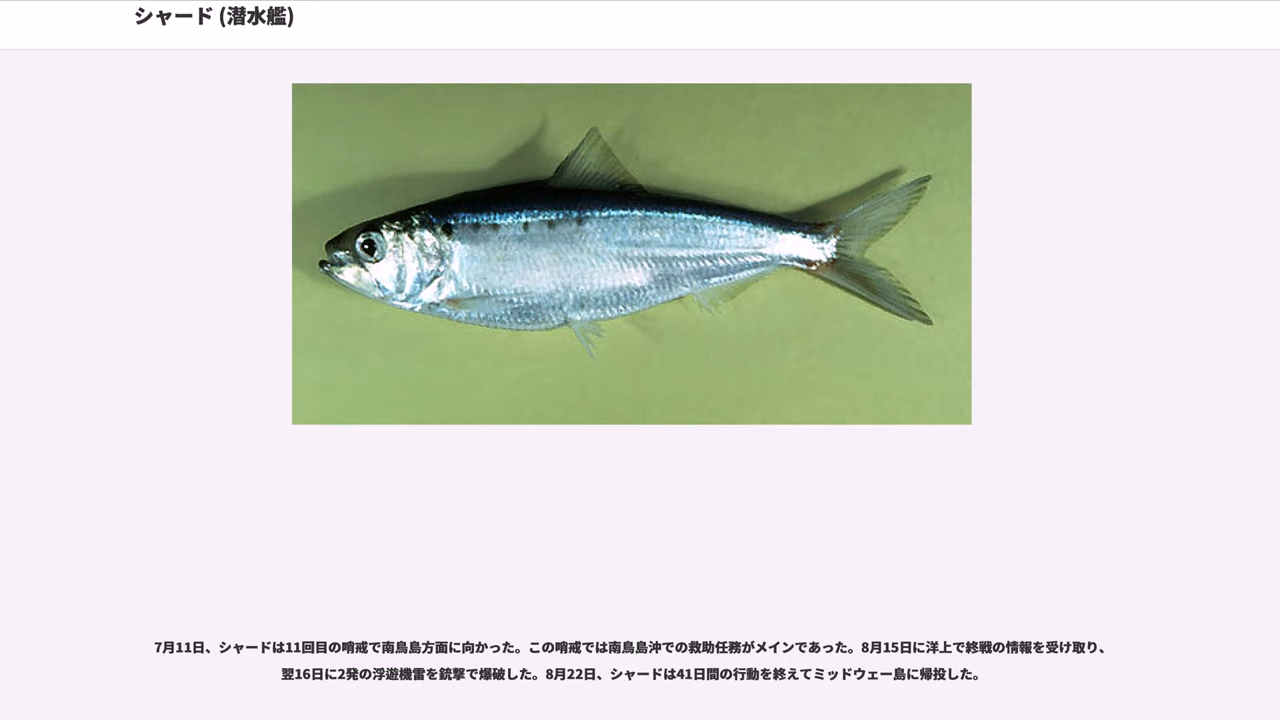 シャード (潜水艦)
7月11日、シャードは11回目の哨戒で南鳥島方面に向かった。この哨戒では南鳥島沖での救助任務がメインであった。8月15日に洋上で終戦の情報を受け取り、
翌16日に2発の浮遊機雷を銃撃で爆破した。8月22日、シャードは41日間の行動を終えてミッドウェー島に帰投した。